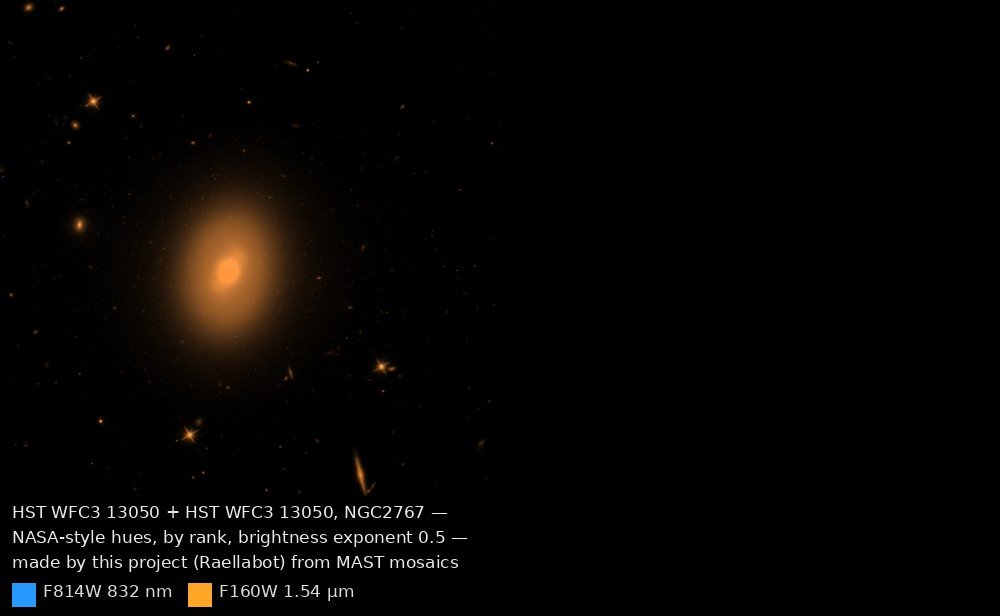 HST WFC3 13050 + HST WFC3 13050, NGC2767 —
NASA-style hues, by rank, brightness exponent 0.5 —
made by this project (Raellabot) from MAST mosaics
F814W 832 nm F160W 1.54 µm